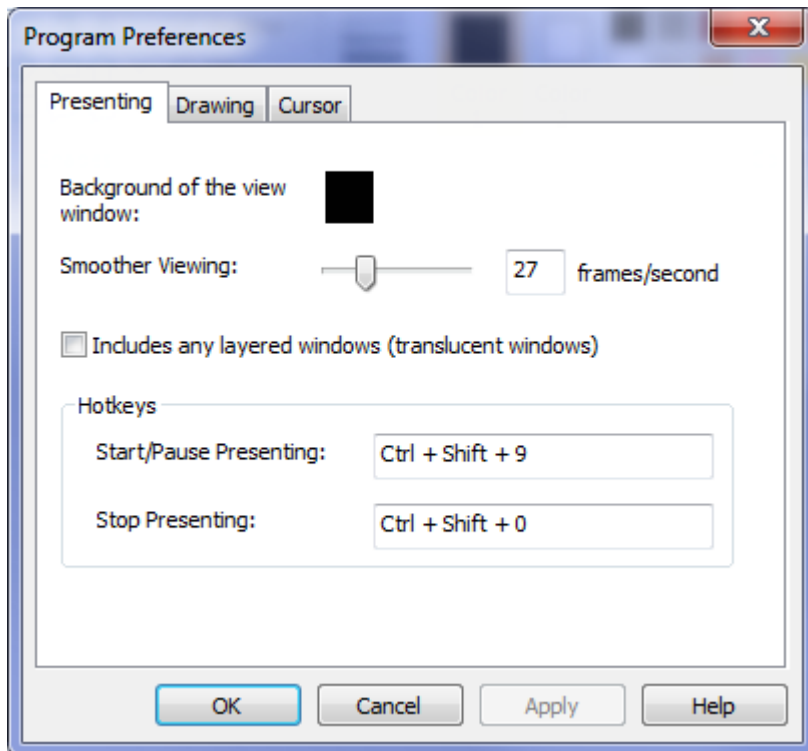 Program Preferences
Presenting Drawing Cursor
Background of the view
window:
Smoother Viewing: 27 frames/second
Includes any layered windows (translucent windows)
Hotkeys
Start/Pause Presenting: Ctrl + Shift + 9
Stop Presenting: Ctrl + Shift + 0
OK Cancel Apply Help